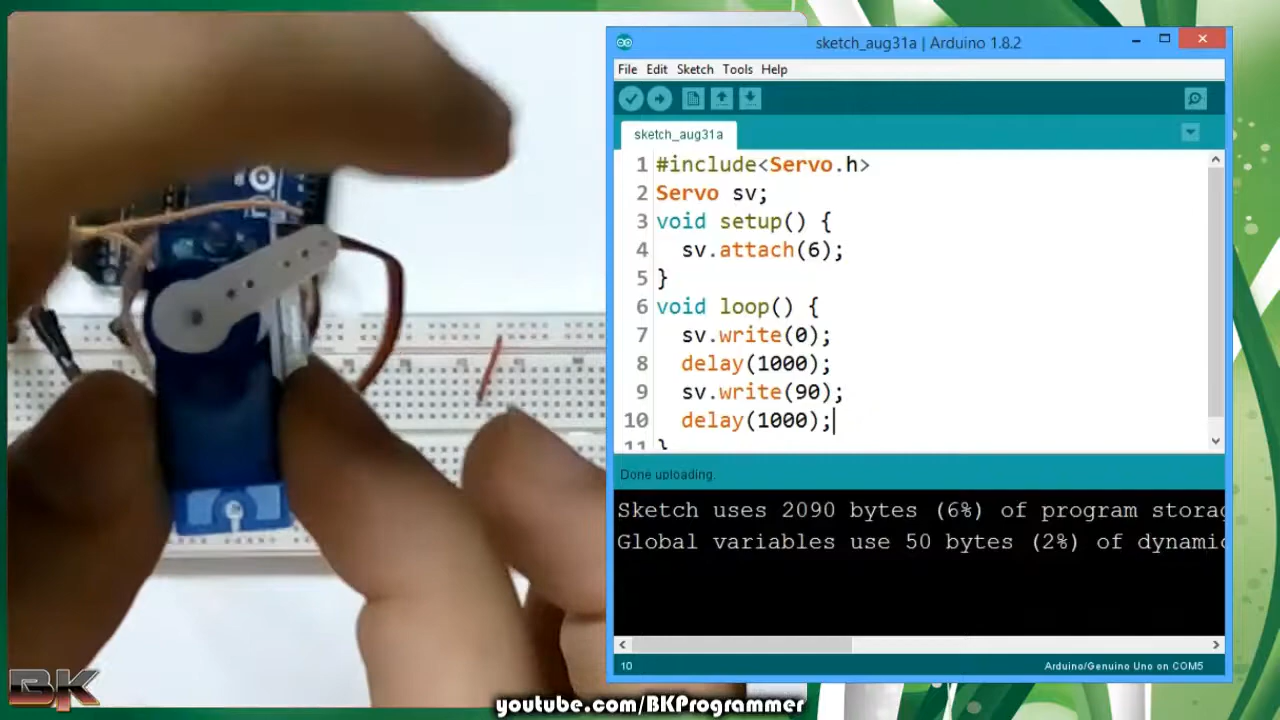 sketch_aug31a | Arduino 1.8.2
File Edit Sketch Tools Help
sketch_aug31a
1 #include<Servo.h>
2 Servo sv;
3 void setup() {
4 sv.attach(6);
5 }
6 void loop() {
7 sv.write(0);
8 delay(1000);
9 sv.write(90);
10 delay(1000);
11 }
Done uploading.
Sketch uses 2090 bytes (6%) of program storag
Global variables use 50 bytes (2%) of dynamic
10 Arduino/Genuino Uno on COM5
BK
youtube.com/BKProgrammer